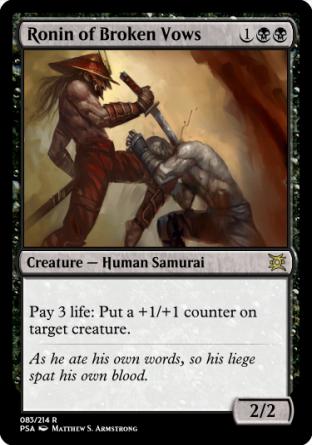 Ronin of Broken Vows 1
Creature — Human Samurai
Pay 3 life: Put a +1/+1 counter on
target creature.
As he ate his own words, so his liege
spat his own blood.
2/2
083/214 R
PSA Matthew S. Armstrong